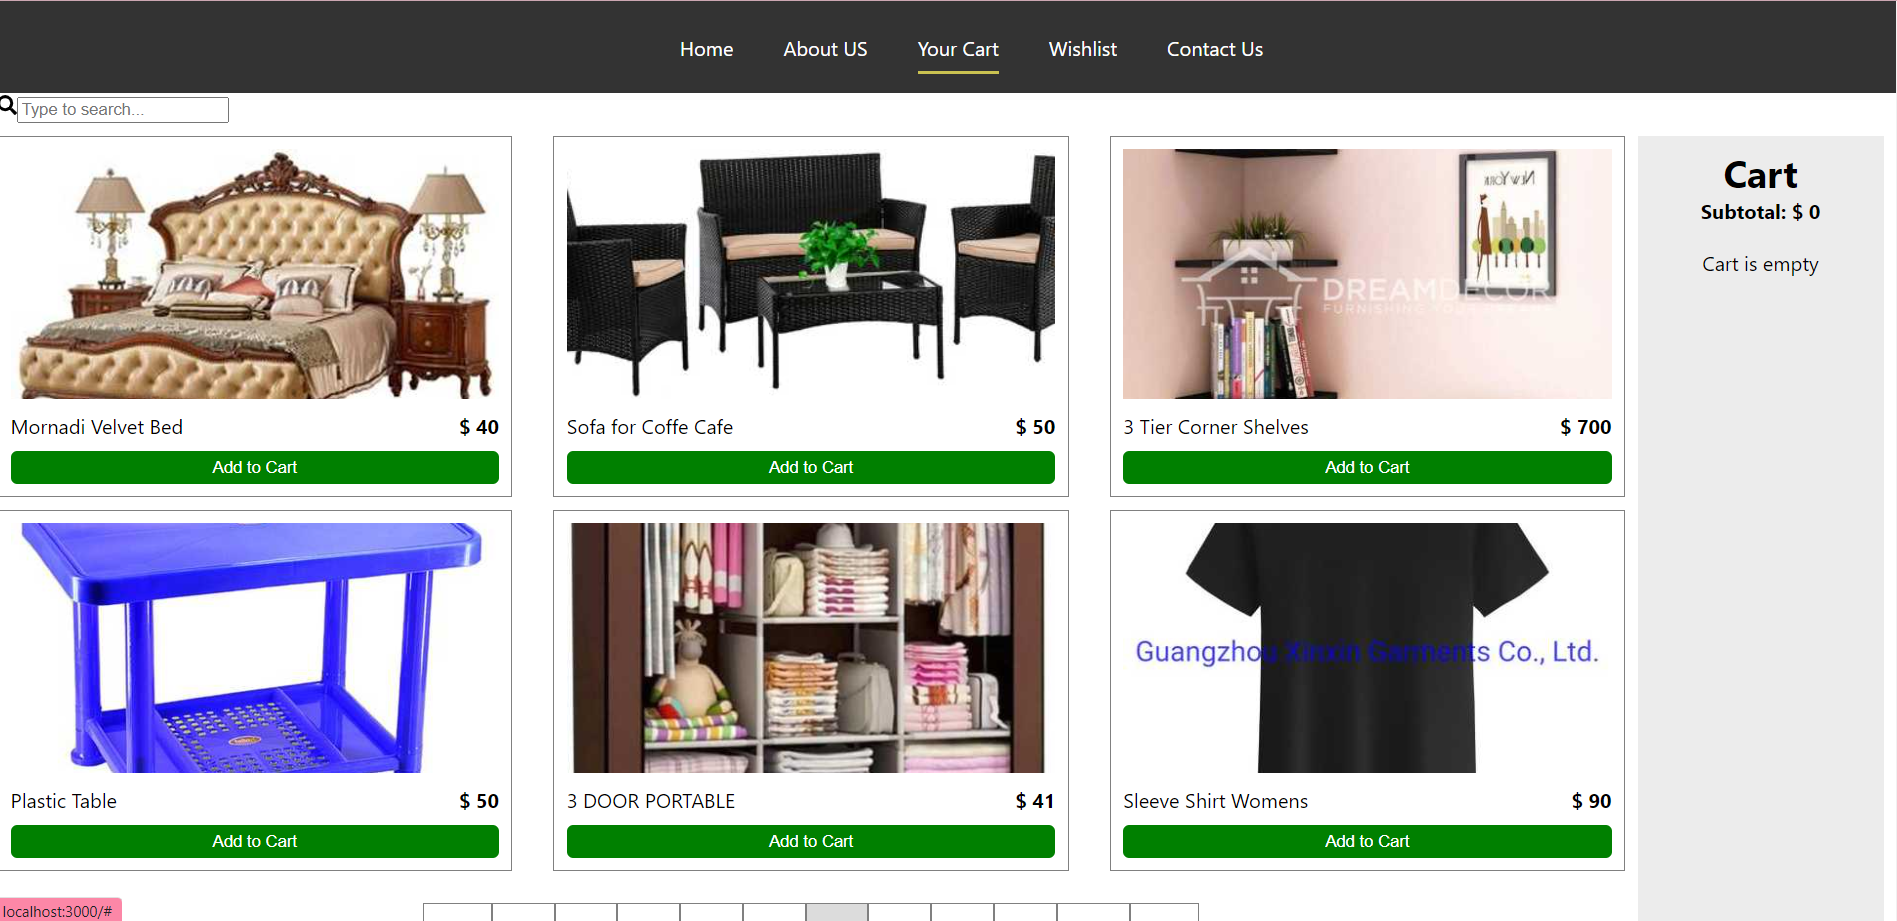 Home About US Your Cart Wishlist Contact Us
Type to search...
Cart
Subtotal: $ 0
Cart is empty
NEW YORK
DREAMDECOR
Mornadi Velvet Bed $ 40
Sofa for Coffe Cafe $ 50
3 Tier Corner Shelves $ 700
Add to Cart
Add to Cart
Add to Cart
Guangzhou Xinxin Garments Co., Ltd.
Plastic Table $ 50
3 DOOR PORTABLE $ 41
Sleeve Shirt Womens $ 90
Add to Cart
Add to Cart
Add to Cart
localhost:3000/#